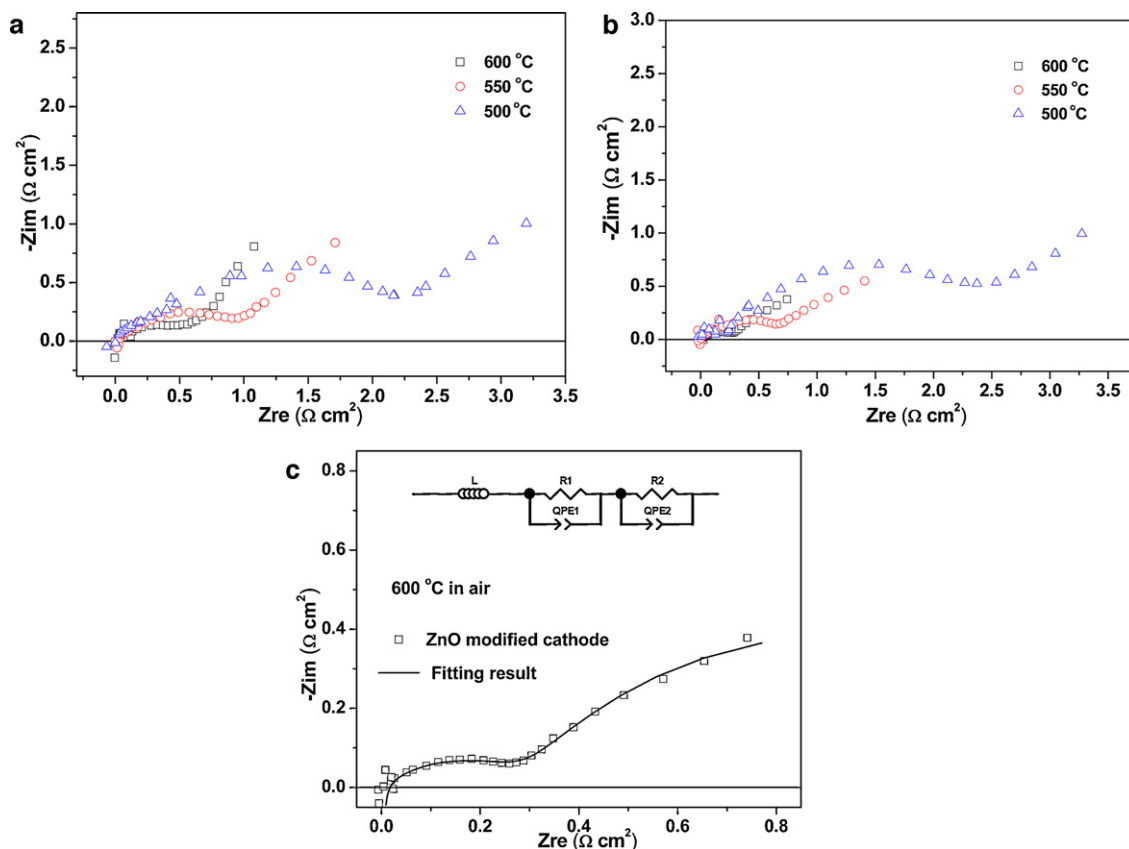 a
2.5
2.0
1.5
1.0
0.5
0.0
-Zim (Ω cm²)
600 °C
550 °C
500 °C
0.0 0.5 1.0 1.5 2.0 2.5 3.0 3.5
Zre (Ω cm²)
b
3.0
2.5
2.0
1.5
1.0
0.5
0.0
-Zim (Ω cm²)
600 °C
550 °C
500 °C
0.0 0.5 1.0 1.5 2.0 2.5 3.0 3.5
Zre (Ω cm²)
c
0.8
0.6
0.4
0.2
0.0
-Zim (Ω cm²)
L R1 R2
QPE1 QPE2
600 °C in air
ZnO modified cathode
Fitting result
0.0 0.2 0.4 0.6 0.8
Zre (Ω cm²)